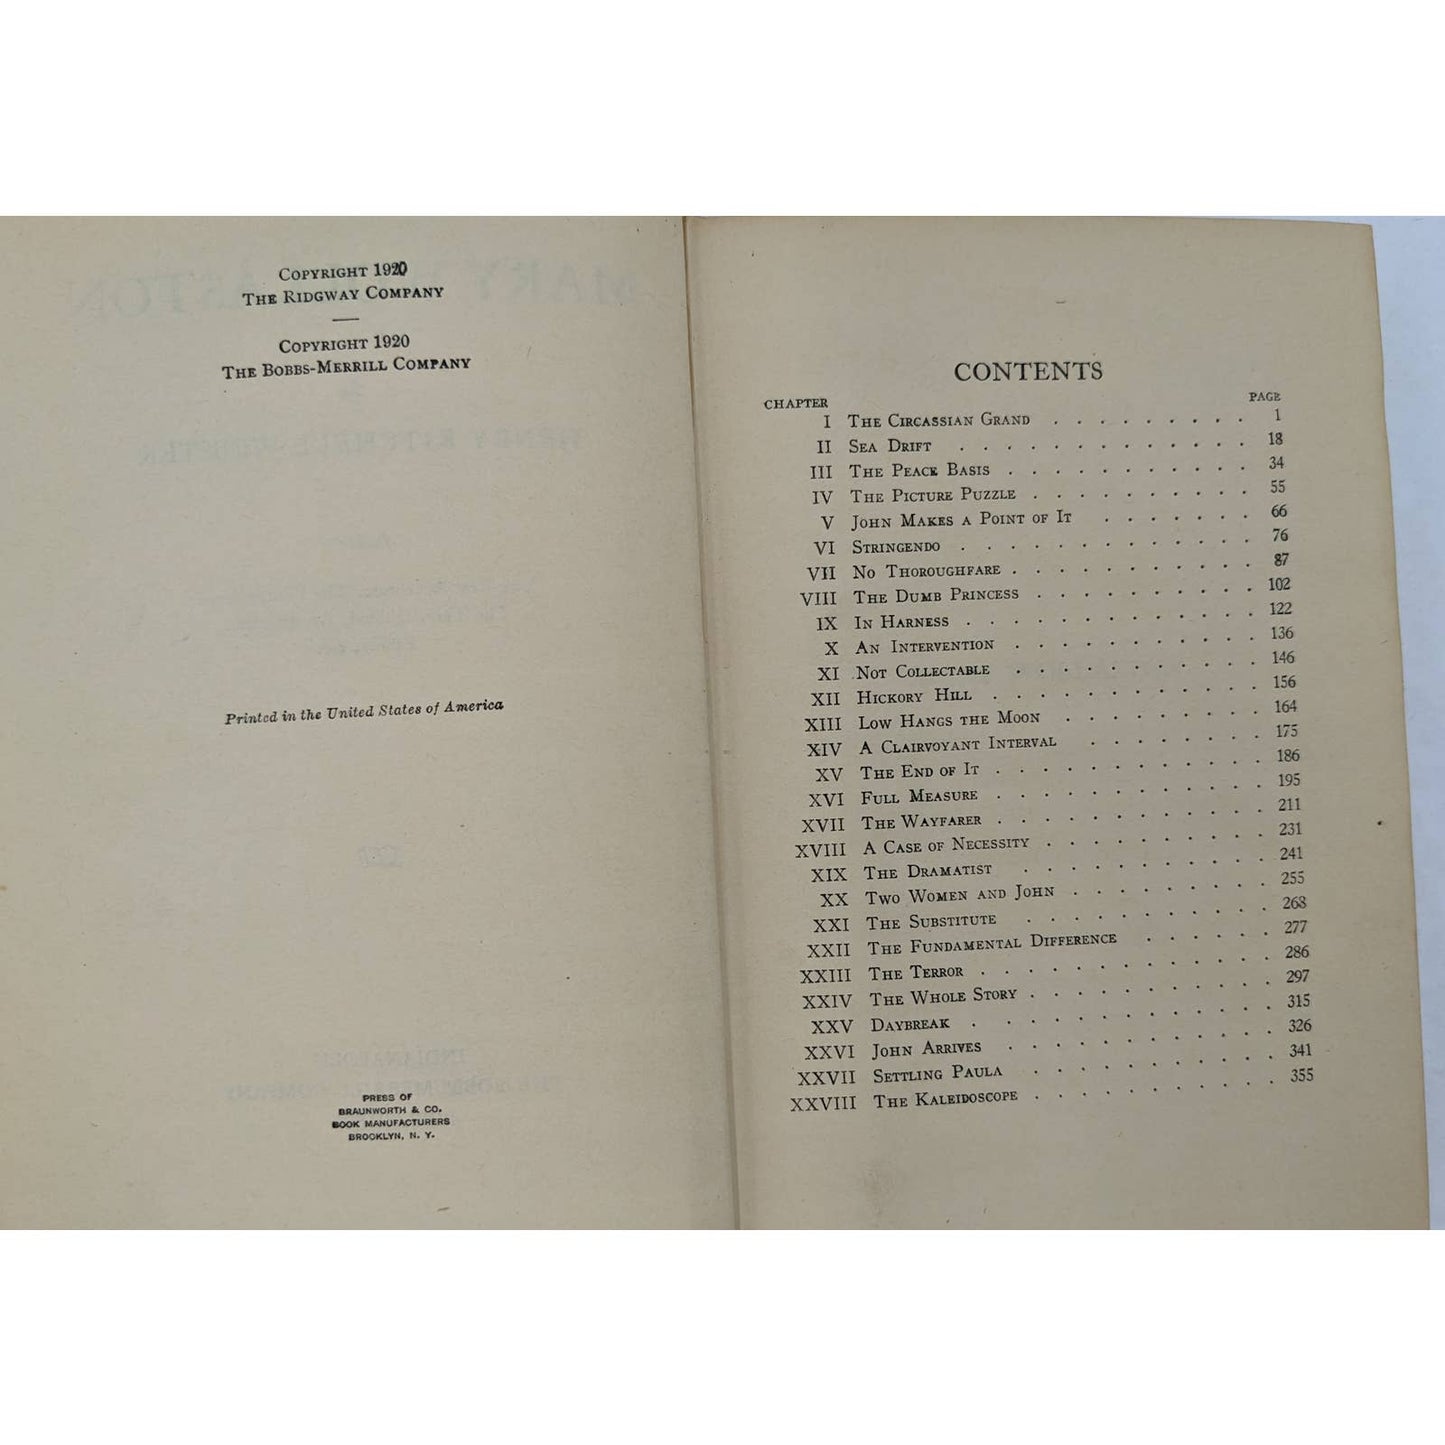 COPYRIGHT 1920
THE RIDGWAY COMPANY
COPYRIGHT 1920
THE BOBBS-MERRILL COMPANY
Printed in the United States of America
PRESS OF
BRAUNWORTH & CO.
BOOK MANUFACTURERS
BROOKLYN, N. Y.
CONTENTS
CHAPTER PAGE
I THE CIRCASSIAN GRAND . . . . . . . . . 1
II SEA DRIFT . . . . . . . . . . . . . 18
III THE PEACE BASIS . . . . . . . . . . . 34
IV THE PICTURE PUZZLE . . . . . . . . . . 55
V JOHN MAKES A POINT OF IT . . . . . . . 66
VI STRINGENDO . . . . . . . . . . . . . 76
VII NO THOROUGHFARE . . . . . . . . . . . 87
VIII THE DUMB PRINCESS . . . . . . . . . . 102
IX IN HARNESS . . . . . . . . . . . . . 122
X AN INTERVENTION . . . . . . . . . . . 136
XI NOT COLLECTABLE . . . . . . . . . . . 146
XII HICKORY HILL . . . . . . . . . . . . 156
XIII LOW HANGS THE MOON . . . . . . . . . 164
XIV A CLAIRVOYANT INTERVAL . . . . . . . . 175
XV THE END OF IT . . . . . . . . . . . . 186
XVI FULL MEASURE . . . . . . . . . . . . 195
XVII THE WAYFARER . . . . . . . . . . . . 211
XVIII A CASE OF NECESSITY . . . . . . . . . . 231
XIX THE DRAMATIST . . . . . . . . . . . 241
XX TWO WOMEN AND JOHN . . . . . . . . . 255
XXI THE SUBSTITUTE . . . . . . . . . . . 268
XXII THE FUNDAMENTAL DIFFERENCE . . . . . . 277
XXIII THE TERROR . . . . . . . . . . . . . 286
XXIV THE WHOLE STORY . . . . . . . . . . . 297
XXV DAYBREAK . . . . . . . . . . . . . 315
XXVI JOHN ARRIVES . . . . . . . . . . . . 326
XXVII SETTLING PAULA . . . . . . . . . . . 341
XXVIII THE KALEIDOSCOPE . . . . . . . . . . . 355